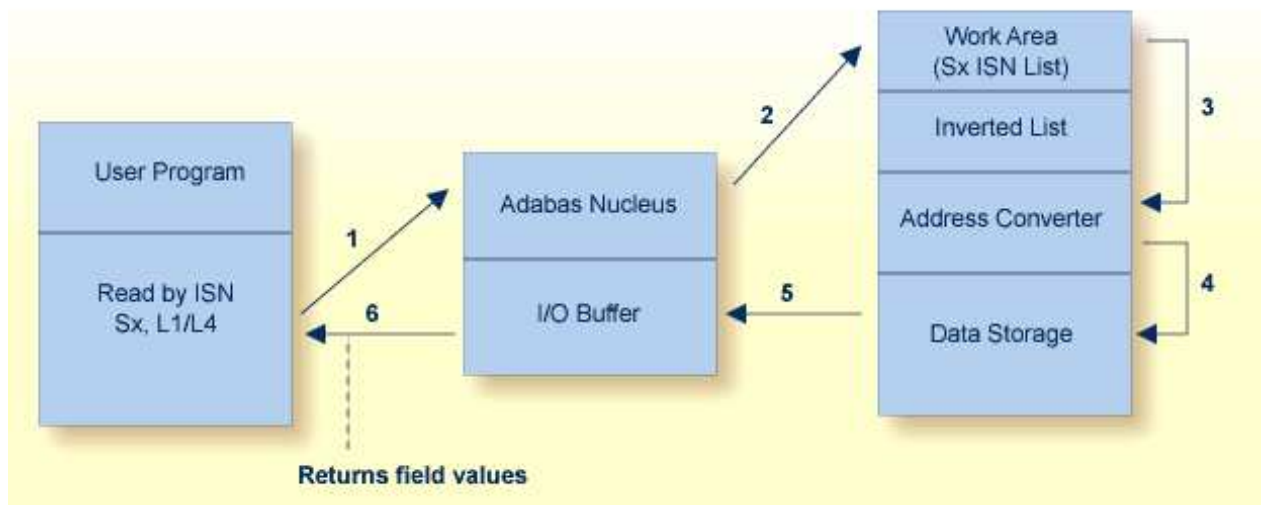 User Program
Read by ISN
Sx, L1/L4
1
6
Returns field values
Adabas Nucleus
I/O Buffer
2
5
Work Area
(Sx ISN List)
Inverted List
Address Converter
Data Storage
3
4